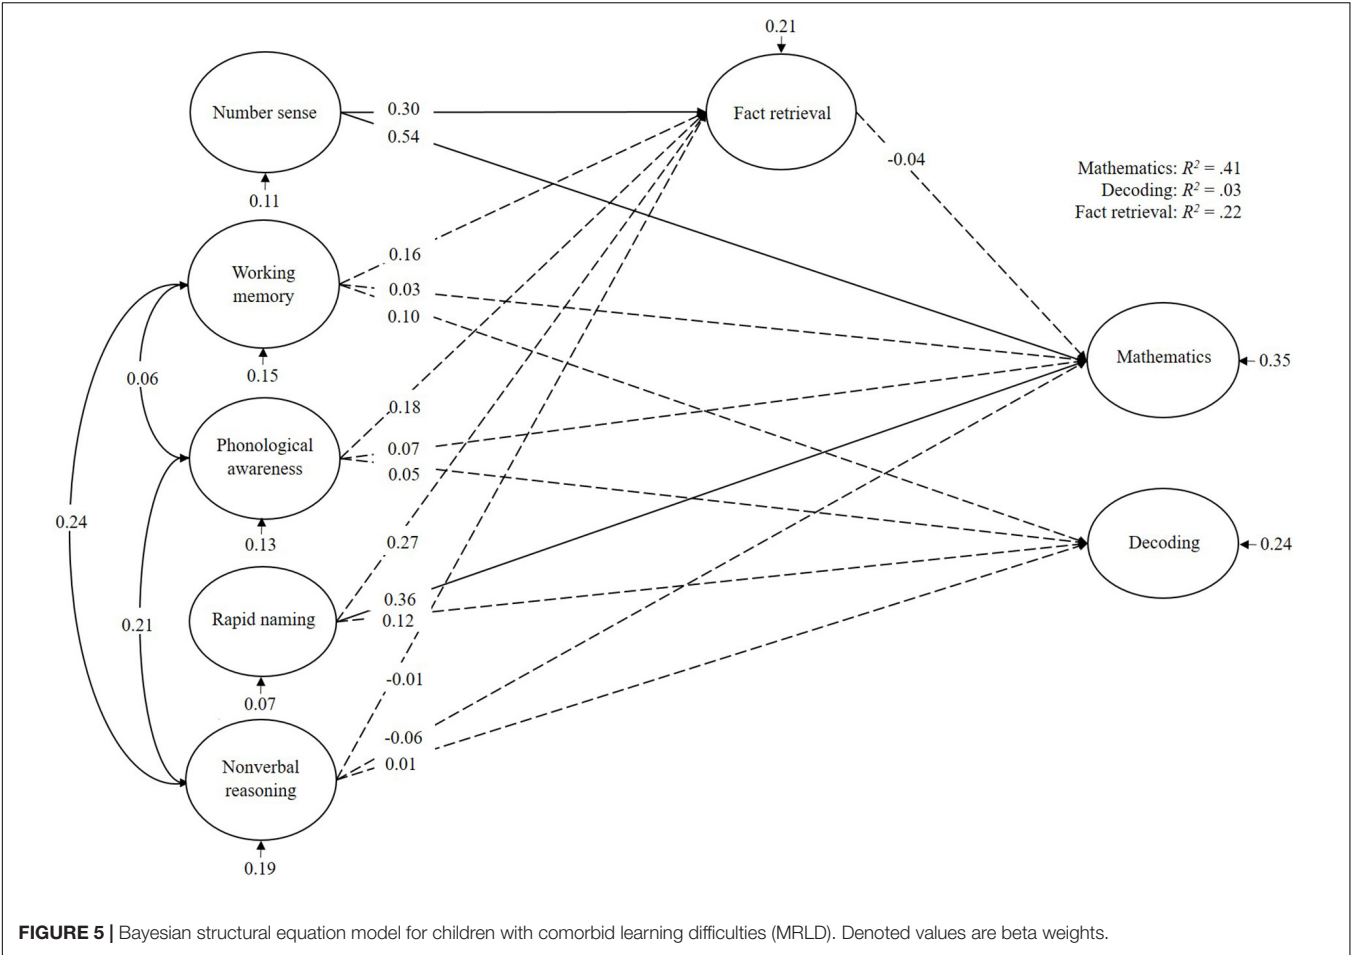 0.21
Number sense
0.30
0.54
Fact retrieval
-0.04
Mathematics: R² = .41
Decoding: R² = .03
Fact retrieval: R² = .22
0.11
Working
memory
0.16
0.03
0.10
0.15
0.06
Mathematics
0.35
Phonological
awareness
0.18
0.07
0.05
0.13
0.24
0.27
Decoding
0.24
Rapid naming
0.36
0.12
0.21
0.07
-0.01
Nonverbal
reasoning
-0.06
0.01
0.19
FIGURE 5 | Bayesian structural equation model for children with comorbid learning difficulties (MRLD). Denoted values are beta weights.